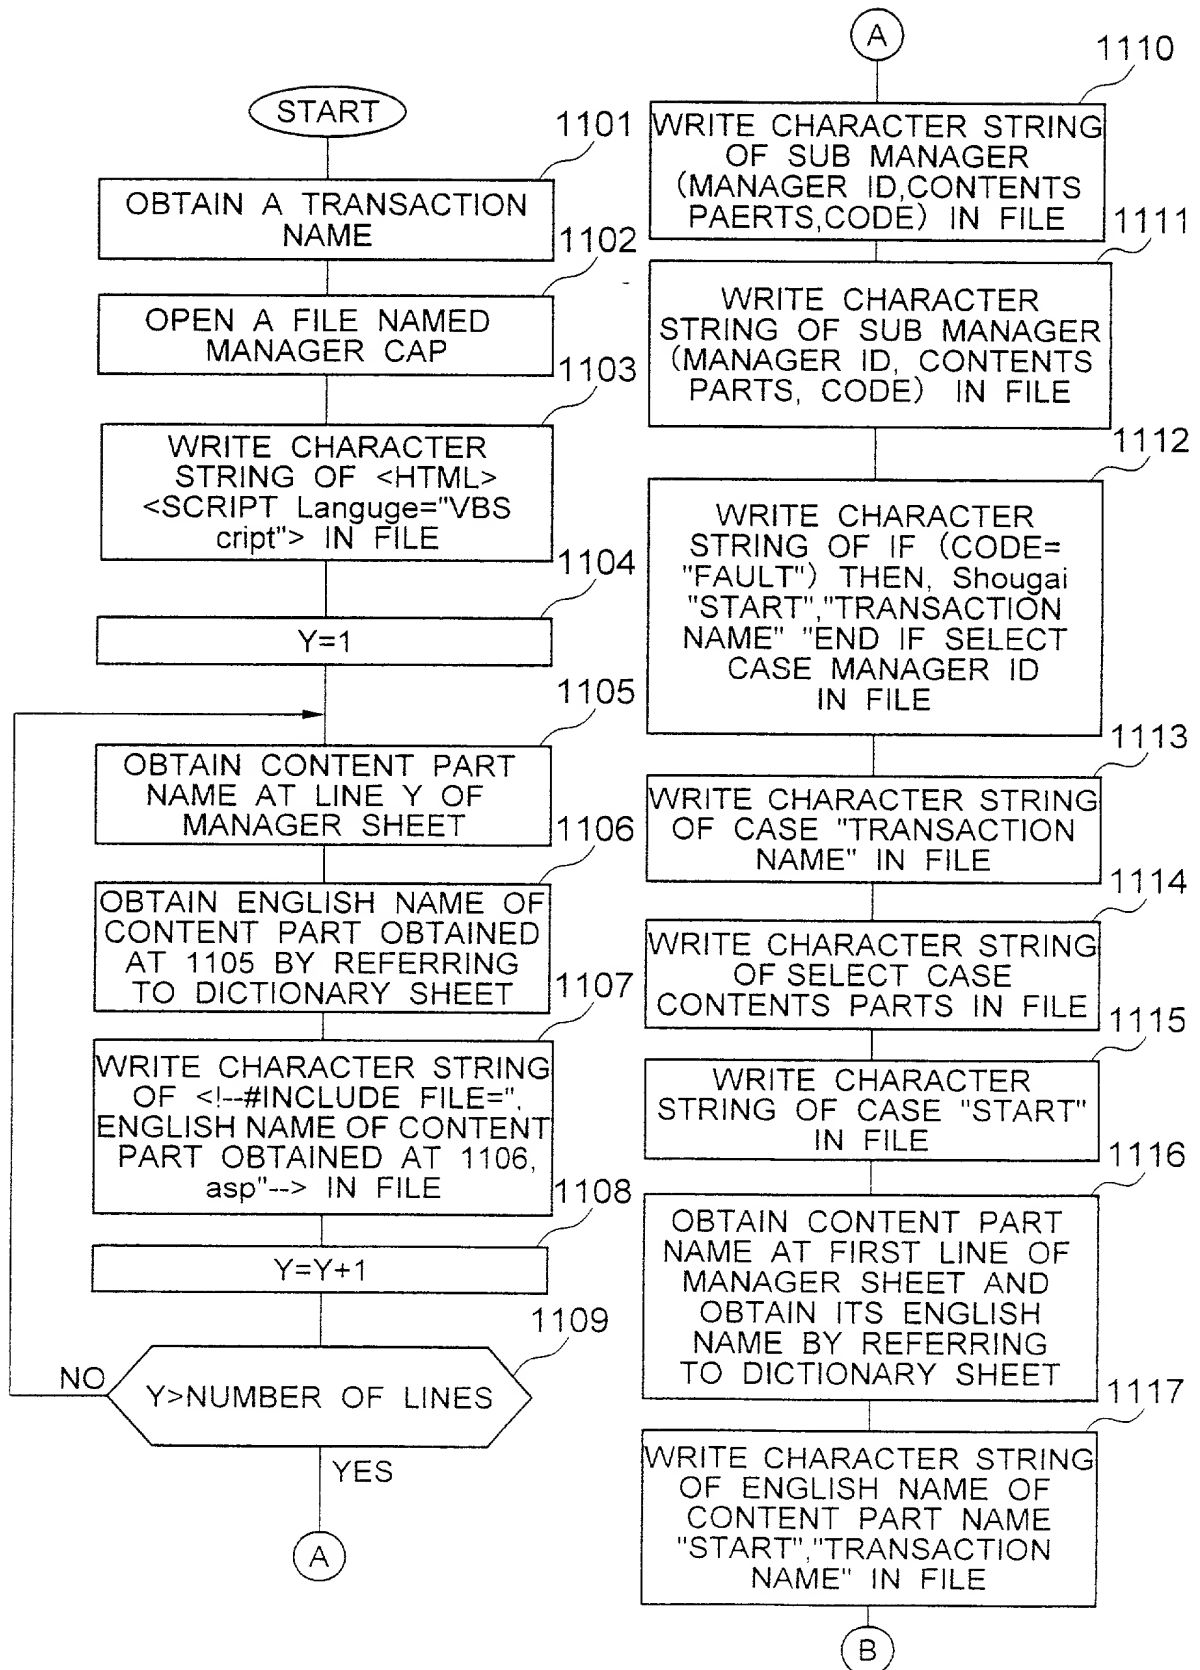 START
1101
OBTAIN A TRANSACTION
NAME
1102
OPEN A FILE NAMED
MANAGER CAP
1103
WRITE CHARACTER
STRING OF <HTML>
<SCRIPT Languge="VBS
cript"> IN FILE
1104
Y=1
1105
OBTAIN CONTENT PART
NAME AT LINE Y OF
MANAGER SHEET
1106
OBTAIN ENGLISH NAME OF
CONTENT PART OBTAINED
AT 1105 BY REFERRING
TO DICTIONARY SHEET
1107
WRITE CHARACTER STRING
OF <!--#INCLUDE FILE=",
ENGLISH NAME OF CONTENT
PART OBTAINED AT 1106,
asp"--> IN FILE
1108
Y=Y+1
1109
NO
Y>NUMBER OF LINES
YES
A
A
1110
WRITE CHARACTER STRING
OF SUB MANAGER
(MANAGER ID,CONTENTS
PAERTS,CODE) IN FILE
1111
WRITE CHARACTER
STRING OF SUB MANAGER
(MANAGER ID, CONTENTS
PARTS, CODE) IN FILE
1112
WRITE CHARACTER
STRING OF IF (CODE=
"FAULT") THEN, Shougai
"START","TRANSACTION
NAME" "END IF SELECT
CASE MANAGER ID
IN FILE
1113
WRITE CHARACTER STRING
OF CASE "TRANSACTION
NAME" IN FILE
1114
WRITE CHARACTER STRING
OF SELECT CASE
CONTENTS PARTS IN FILE
1115
WRITE CHARACTER
STRING OF CASE "START"
IN FILE
1116
OBTAIN CONTENT PART
NAME AT FIRST LINE OF
MANAGER SHEET AND
OBTAIN ITS ENGLISH
NAME BY REFERRING
TO DICTIONARY SHEET
1117
WRITE CHARACTER STRING
OF ENGLISH NAME OF
CONTENT PART NAME
"START","TRANSACTION
NAME" IN FILE
B